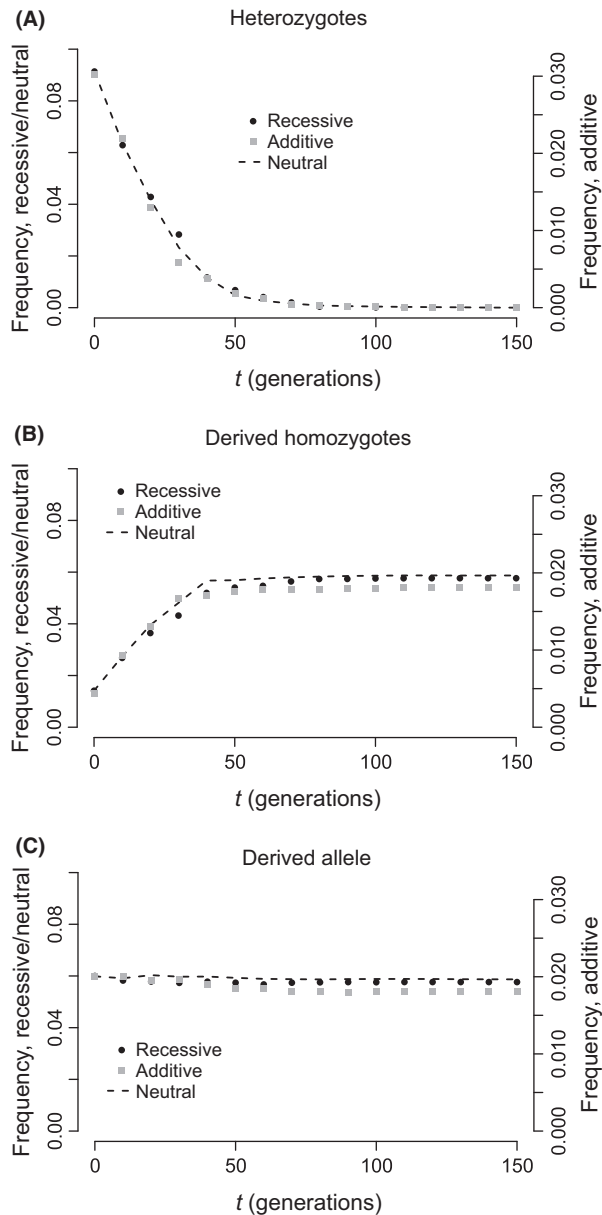 (A)
Heterozygotes
Frequency, recessive/neutral
0.00 0.04 0.08
Recessive
Additive
Neutral
Frequency, additive
0.000 0.010 0.020 0.030
0 50 100 150
t (generations)
(B)
Derived homozygotes
Frequency, recessive/neutral
0.00 0.04 0.08
Recessive
Additive
Neutral
Frequency, additive
0.000 0.010 0.020 0.030
0 50 100 150
t (generations)
(C)
Derived allele
Frequency, recessive/neutral
0.00 0.04 0.08
Recessive
Additive
Neutral
Frequency, additive
0.000 0.010 0.020 0.030
0 50 100 150
t (generations)